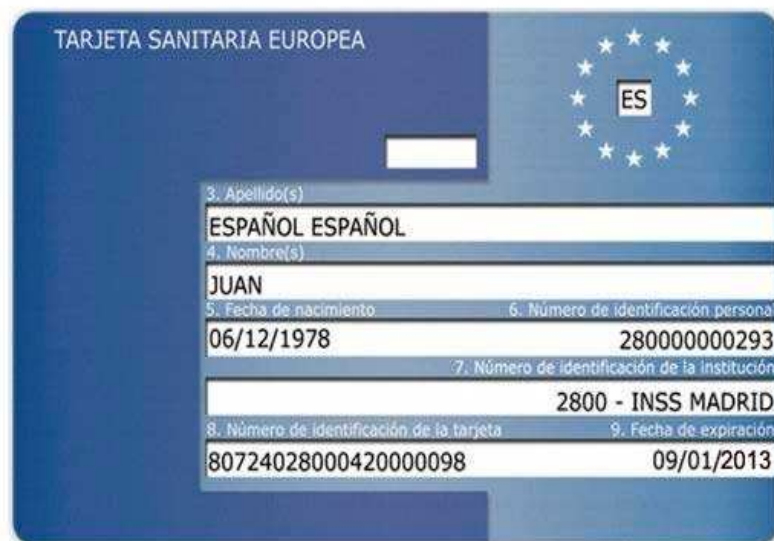 TARJETA SANITARIA EUROPEA
ES
3. Apellido(s)
ESPAÑOL ESPAÑOL
4. Nombre(s)
JUAN
5. Fecha de nacimiento 6. Número de identificación persona
06/12/1978 280000000293
7. Número de identificación de la institución
2800 - INSS MADRID
8. Número de identificación de la tarjeta 9. Fecha de expiración
80724028000420000098 09/01/2013